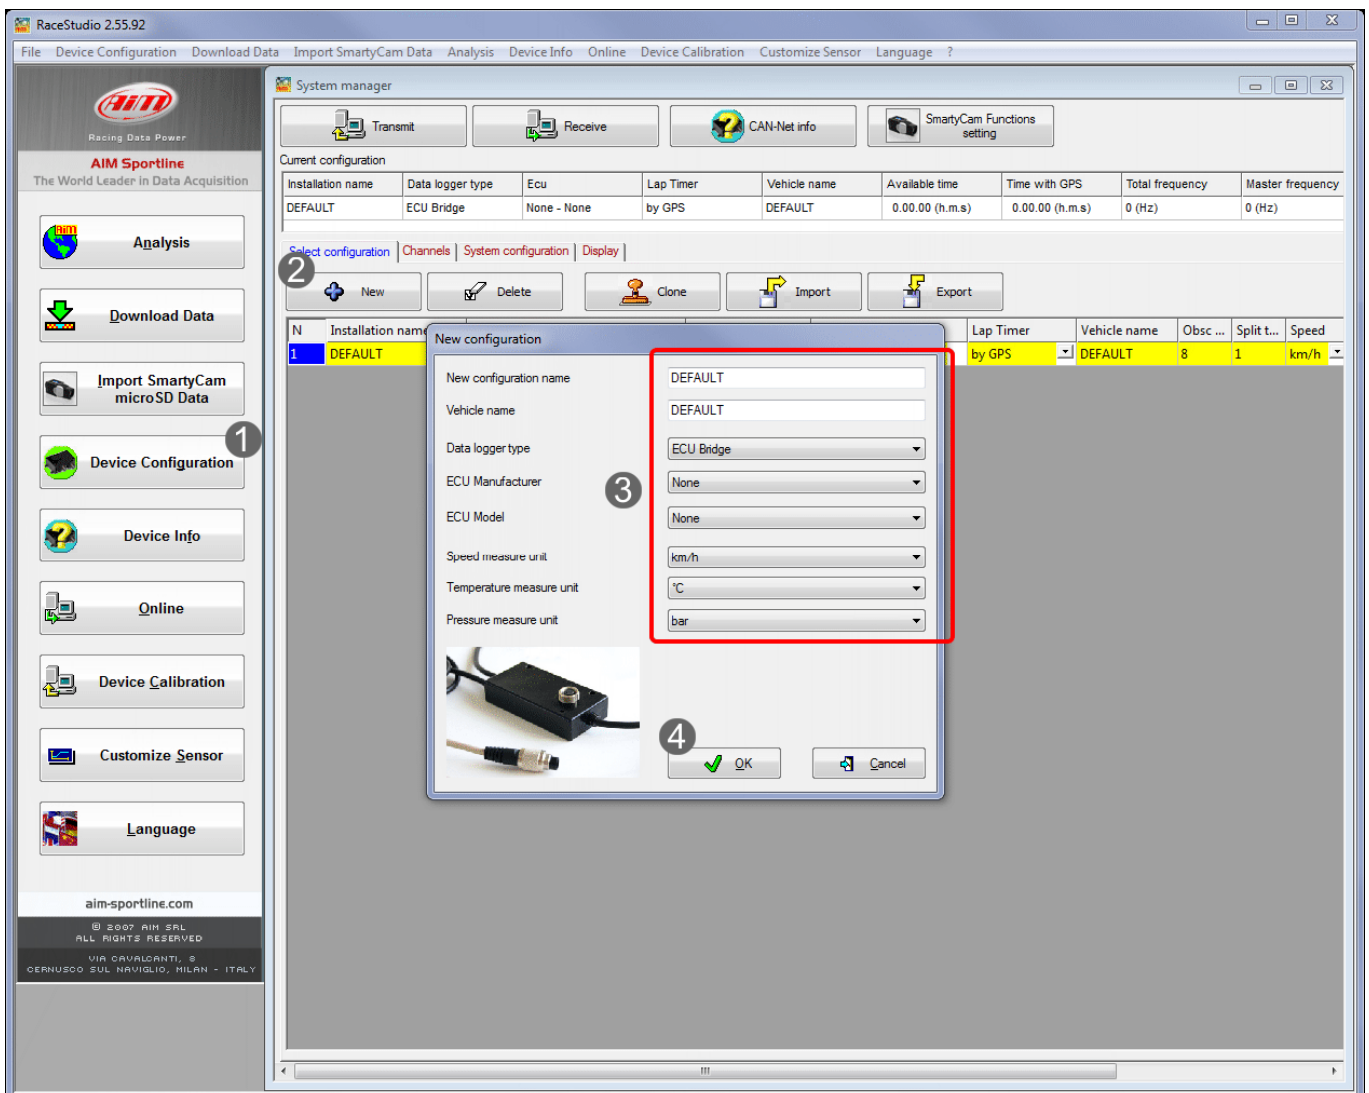 RaceStudio 2.55.92
File Device Configuration Download Data Import SmartyCam Data Analysis Device Info Online Device Calibration Customize Sensor Language ?
AiM
Racing Data Power
AIM Sportline
The World Leader in Data Acquisition
Analysis
Download Data
Import SmartyCam
microSD Data
1
Device Configuration
Device Info
Online
Device Calibration
Customize Sensor
Language
aim-sportline.com
© 2007 AIM SRL
ALL RIGHTS RESERVED
VIA CAVALCANTI, 8
CERNUSCO SUL NAVIGLIO, MILAN - ITALY
System manager
Transmit Receive CAN-Net info SmartyCam Functions
setting
Current configuration
Installation name Data logger type Ecu Lap Timer Vehicle name Available time Time with GPS Total frequency Master frequency
DEFAULT ECU Bridge None - None by GPS DEFAULT 0.00.00 (h.m.s) 0.00.00 (h.m.s) 0 (Hz) 0 (Hz)
Select configuration Channels System configuration Display
2
New Delete Clone Import Export
N Installation name Lap Timer Vehicle name Obsc ... Split t... Speed
1 DEFAULT by GPS DEFAULT 8 1 km/h
New configuration
New configuration name DEFAULT
Vehicle name DEFAULT
Data logger type ECU Bridge
ECU Manufacturer None
3
ECU Model None
Speed measure unit km/h
Temperature measure unit °C
Pressure measure unit bar
4
OK Cancel